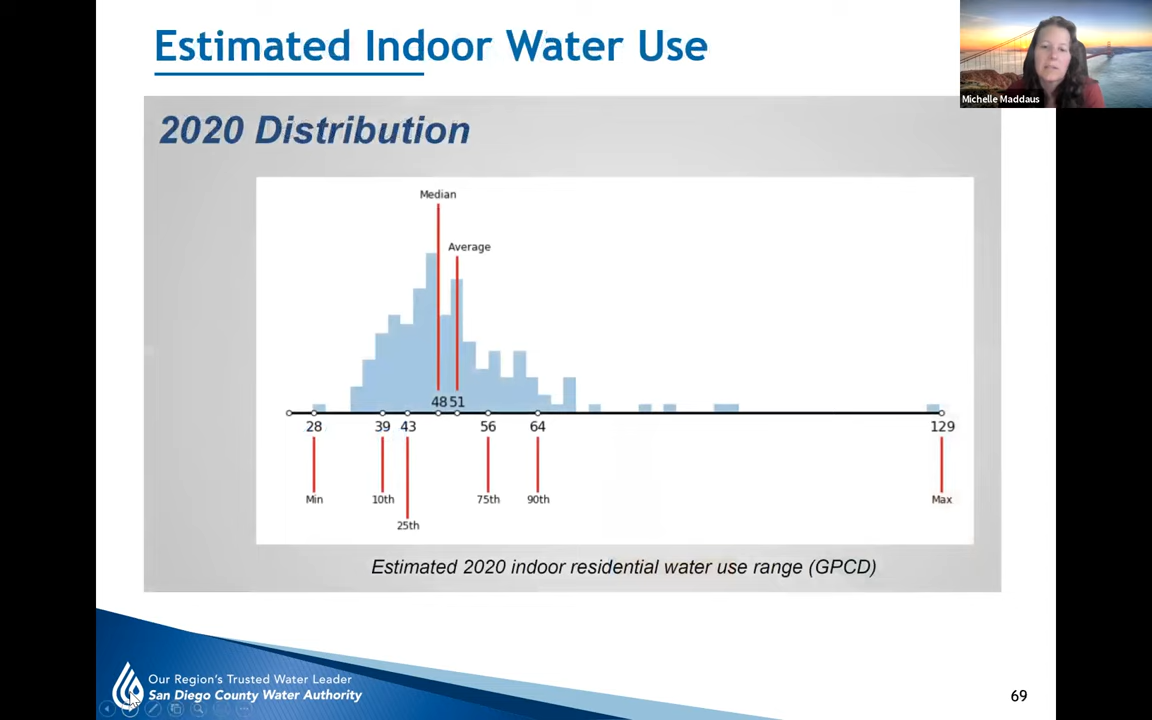 Estimated Indoor Water Use
Michelle Maddaus
2020 Distribution
Median
Average
48 51
28 39 43 56 64 129
Min 10th 75th 90th Max
25th
Estimated 2020 indoor residential water use range (GPCD)
Our Region's Trusted Water Leader
San Diego County Water Authority
69